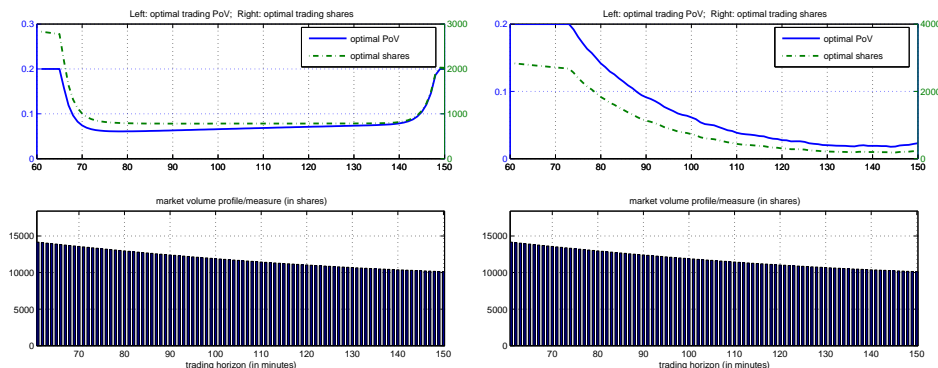 Left: optimal trading PoV;  Right: optimal trading shares
0.3
0.2
0.1
0
3000
2000
1000
0
optimal PoV
optimal shares
60 70 80 90 100 110 120 130 140 150
Left: optimal trading PoV;  Right: optimal trading shares
0.2
0.1
0
4000
2000
0
optimal PoV
optimal shares
60 70 80 90 100 110 120 130 140 150
market volume profile/measure (in shares)
15000
10000
5000
0
70 80 90 100 110 120 130 140 150
trading horizon (in minutes)
market volume profile/measure (in shares)
15000
10000
5000
0
70 80 90 100 110 120 130 140 150
trading horizon (in minutes)